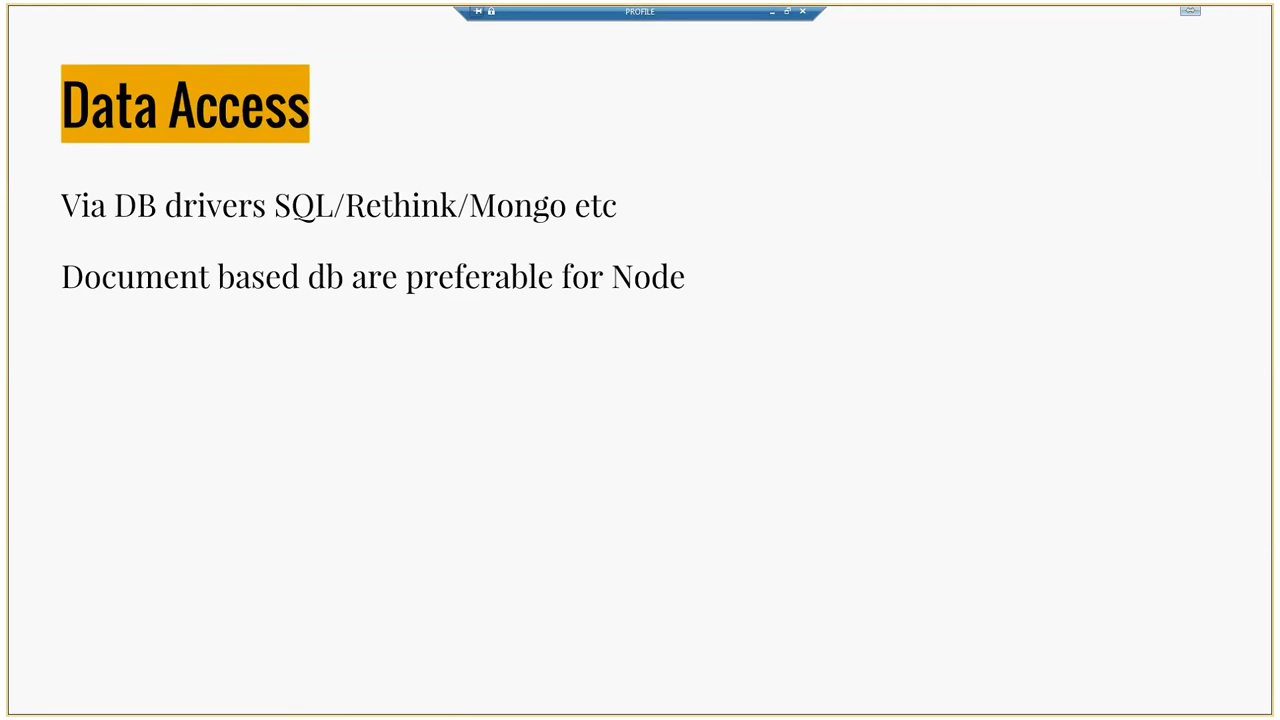 PROFILE
Data Access
Via DB drivers SQL/Rethink/Mongo etc
Document based db are preferable for Node